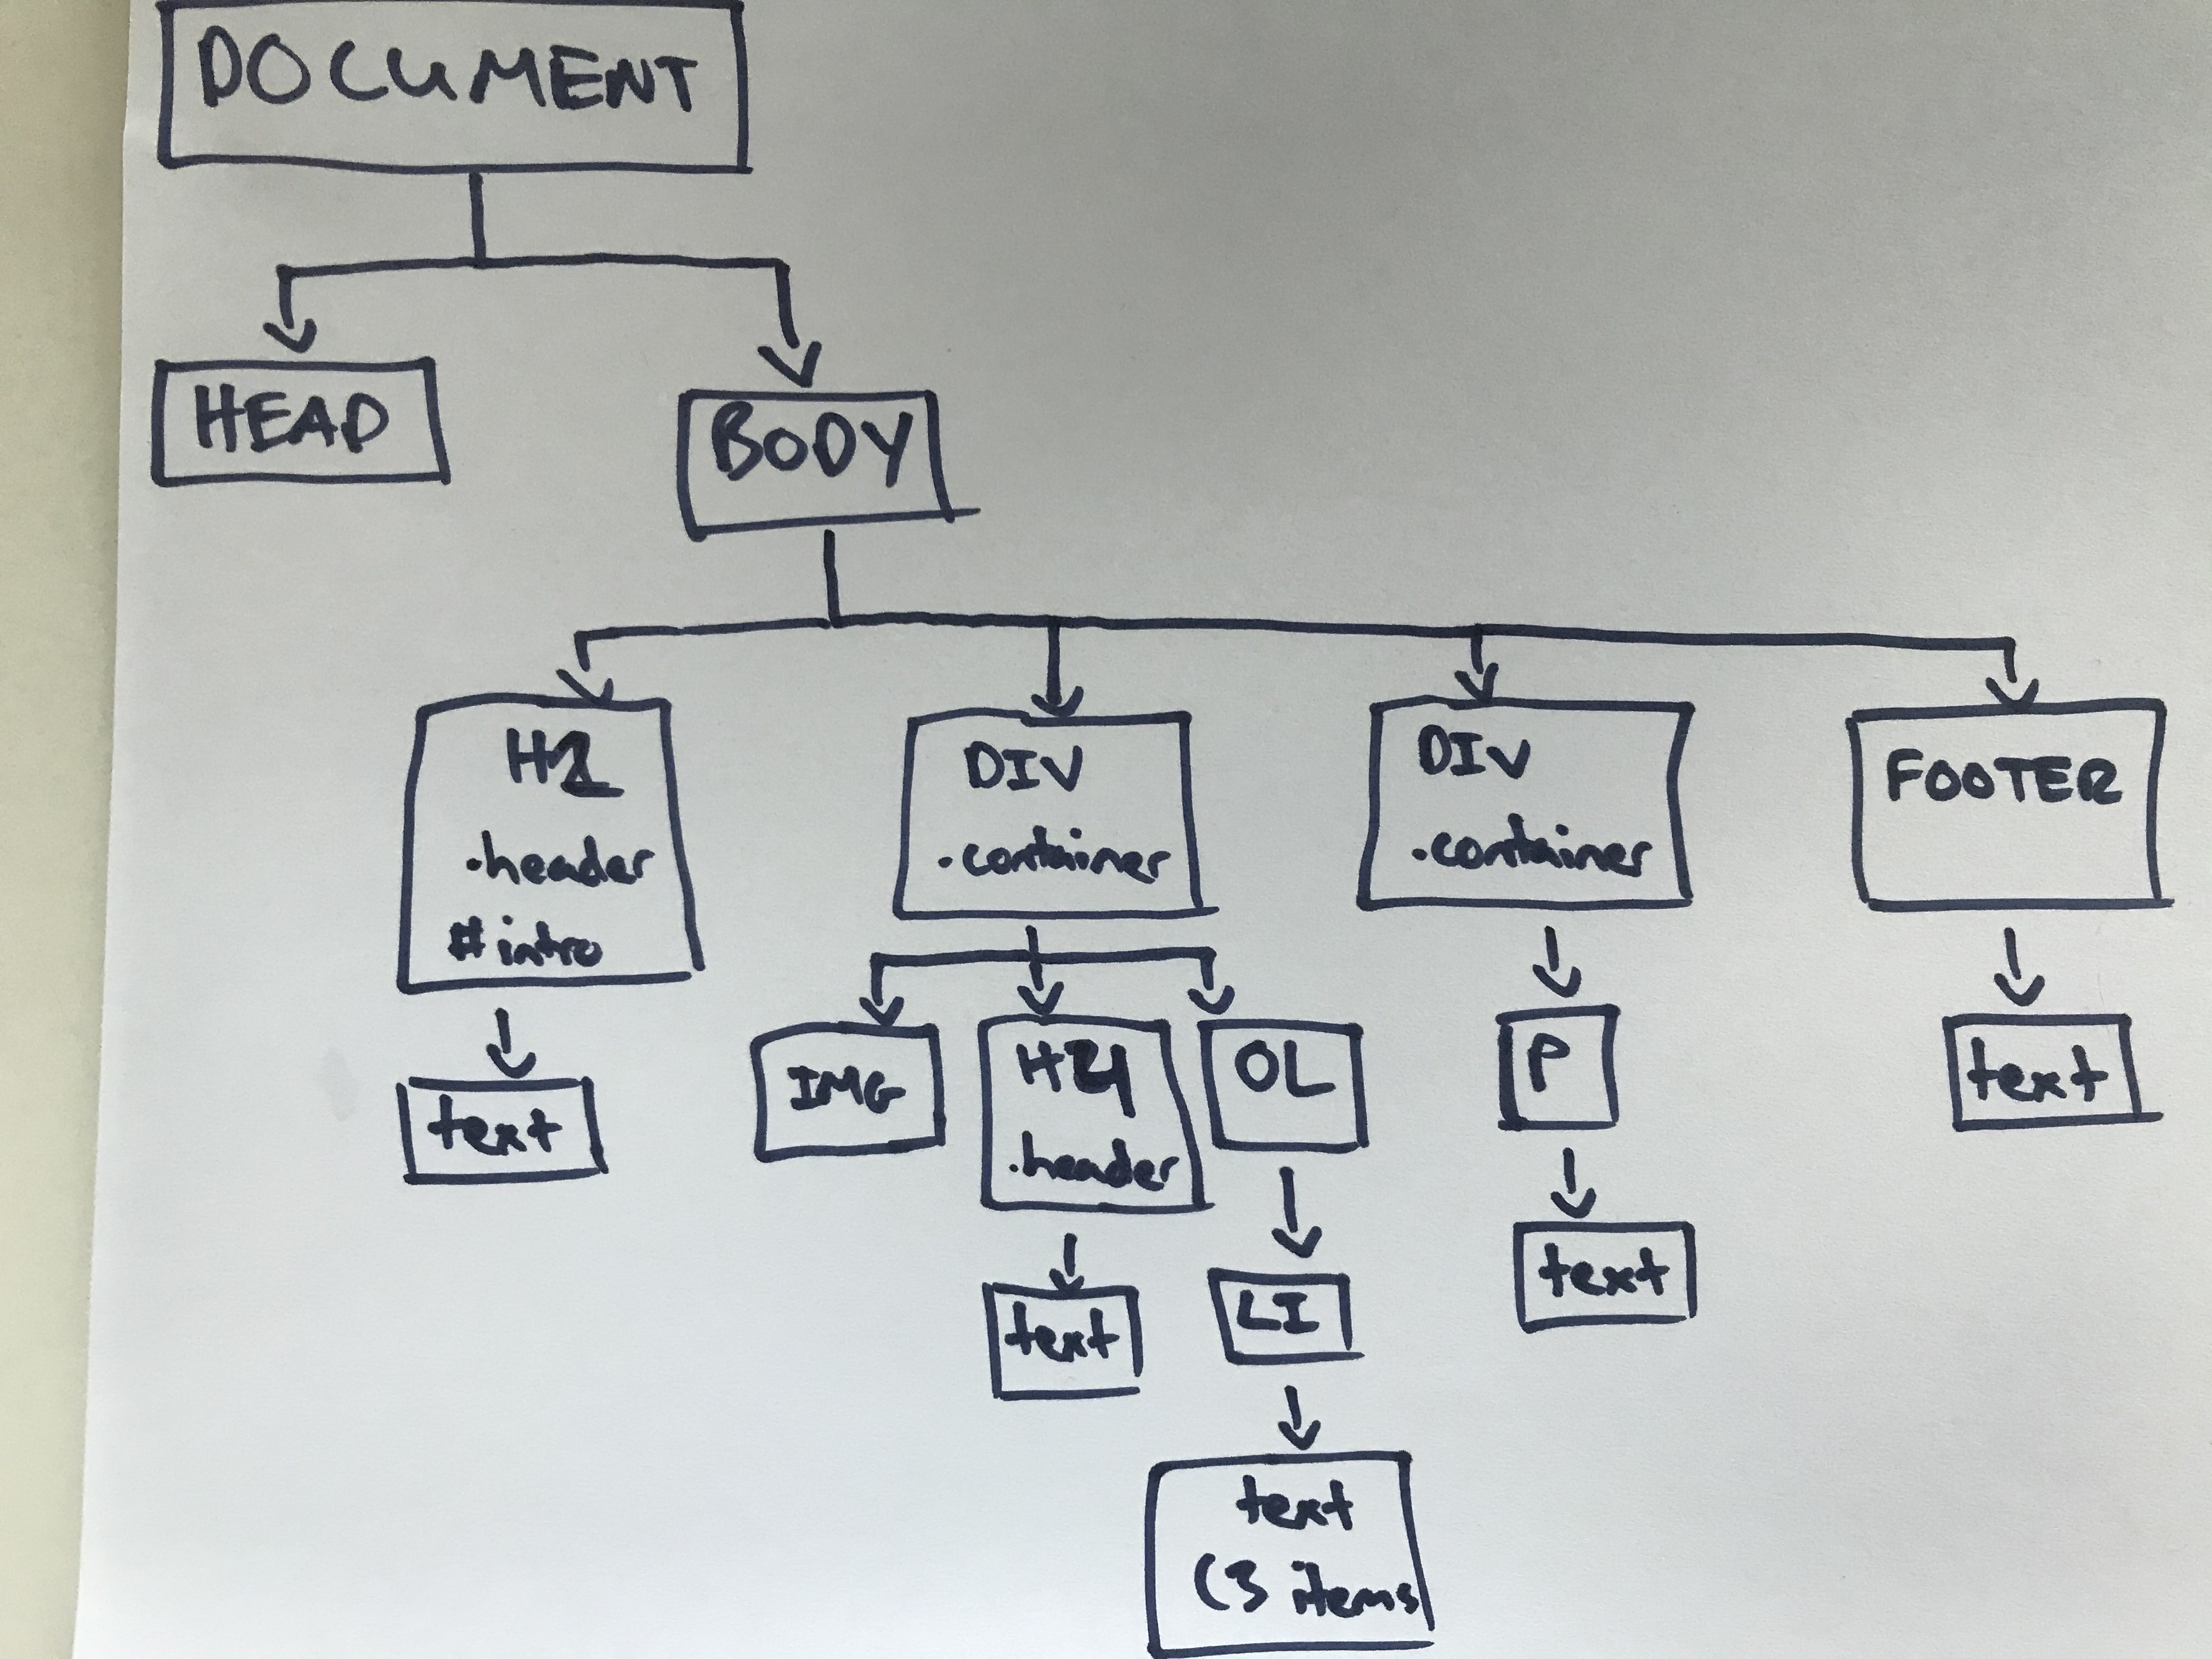 DOCUMENT
HEAD
BODY
H1
.header
#intro
DIV
.container
DIV
.container
FOOTER
text
IMG
H4
.header
OL
P
text
text
LI
text
text
(3 items